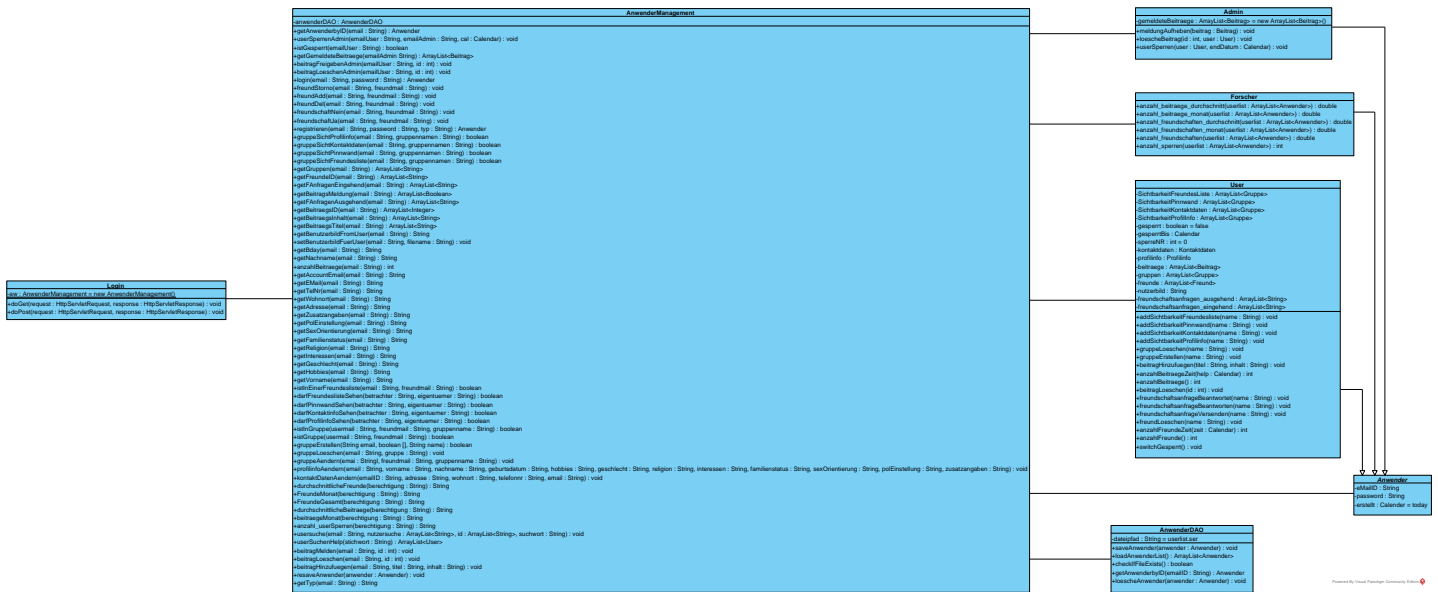 Login
-aw : AnwenderManagement = new AnwenderManagement()
+doGet(request : HttpServletRequest, response : HttpServletResponse) : void
+doPost(request : HttpServletRequest, response : HttpServletResponse) : void
AnwenderManagement
-anwenderDAO : AnwenderDAO
+getAnwenderbyID(email : String) : Anwender
+userSperrenAdmin(emailUser : String, emailAdmin : String, cal : Calendar) : void
+istGesperrt(emailUser : String) : boolean
+getGemeldeteBeitraege(emailAdmin String) : ArrayList<Beitrag>
+beitragFreigebenAdmin(emailUser : String, id : int) : void
+beitragLoeschenAdmin(emailUser : String, id : int) : void
+login(email : String, password : String) : Anwender
+freundStorno(email : String, freundmail : String) : void
+freundAdd(email : String, freundmail : String) : void
+freundDel(email : String, freundmail : String) : void
+freundschaftNein(email : String, freundmail : String) : void
+freundschaftJa(email : String, freundmail : String) : void
+registrieren(email : String, password : String, typ : String) : Anwender
+gruppeSichtProfilinfo(email : String, gruppennamen : String) : boolean
+gruppeSichtKontaktdaten(email : String, gruppennamen : String) : boolean
+gruppeSichtPinnwand(email : String, gruppennamen : String) : boolean
+gruppeSichtFreundesliste(email : String, gruppennamen : String) : boolean
+getGruppen(email : String) : ArrayList<String>
+getFreundeID(email : String) : ArrayList<String>
+getFAnfragenEingehend(email : String) : ArrayList<String>
+getBeitragsMeldung(email : String) : ArrayList<Boolean>
+getFAnfragenAusgehend(email : String) : ArrayList<String>
+getBeitraegsID(email : String) : ArrayList<Integer>
+getBeitraegsInhalt(email : String) : ArrayList<String>
+getBeitraegsTitel(email : String) : ArrayList<String>
+getBenutzerbildFromUser(email : String) : String
+setBenutzerbildFuerUser(email : String, filename : String) : void
+getBday(email : String) : String
+getNachname(email : String) : String
+anzahlBeitraege(email : String) : int
+getAccountEmail(email : String) : String
+getEMail(email : String) : String
+getTelNr(email : String) : String
+getWohnort(email : String) : String
+getAdresse(email : String) : String
+getZusatzangaben(email : String) : String
+getPolEinstellung(email : String) : String
+getSexOrientierung(email : String) : String
+getFamilienstatus(email : String) : String
+getReligion(email : String) : String
+getInteressen(email : String) : String
+getGeschlecht(email : String) : String
+getHobbies(email : String) : String
+getVorname(email : String) : String
+istInEinerFreundesliste(email : String, freundmail : String) : boolean
+darfFreundeslisteSehen(betrachter : String, eigentuemer : String) : boolean
+darfPinnwandSehen(betrachter : String, eigentuemer : String) : boolean
+darfKontaktInfoSehen(betrachter : String, eigentuemer : String) : boolean
+darfProfilInfoSehen(betrachter : String, eigentuemer : String) : boolean
+istInGruppe(usermail : String, freundmail : String, gruppenname : String) : boolean
+istGruppe(usermail : String, freundmail : String) : boolean
+gruppeErstellen(String email, boolean [], String name) : boolean
+gruppeLoeschen(email : String, gruppe : String) : void
+gruppeAendern(emai : Stringl, freundmail : String, gruppenname : String) : void
+profilinfoAendern(email : String, vorname : String, nachname : String, geburtsdatum : String, hobbies : String, geschlecht : String, religion : String, interessen : String, familienstatus : String, sexOrientierung : String, polEinstellung : String, zusatzangaben : String) : void
+kontaktDatenAendern(emailID : String, adresse : String, wohnort : String, telefonnr : String, email : String) : void
+durchschnittlicheFreunde(berechtigung : String) : String
+FreundeMonat(berechtigung : String) : String
+FreundeGesamt(berechtigung : String) : String
+durchschnittlicheBeitraege(berechtigung : String) : String
+beitraegeMonat(berechtigung : String) : String
+anzahl_userSperren(berechtigung : String) : String
+usersuche(email : String, nutzersuche : ArrayList<String>, id : ArrayList<String>, suchwort : String) : void
+userSuchenHelp(stichwort : String) : ArrayList<User>
+beitragMelden(email : String, id : int) : void
+beitragLoeschen(email : String, id : int) : void
+beitragHinzufuegen(email : String, titel : String, inhalt : String) : void
+resaveAnwender(anwender : Anwender) : void
+getTyp(email : String) : String
Admin
-gemeldeteBeitraege : ArrayList<Beitrag> = new ArrayList<Beitrag>()
+meldungAufheben(beitrag : Beitrag) : void
+loescheBeitrag(id : int, user : User) : void
+userSperren(user : User, endDatum : Calendar) : void
Forscher
+anzahl_beitraege_durchschnitt(userlist : ArrayList<Anwender>) : double
+anzahl_beitraege_monat(userlist : ArrayList<Anwender>) : double
+anzahl_freundschaften_durchschnitt(userlist : ArrayList<Anwender>) : double
+anzahl_freundschaften_monat(userlist : ArrayList<Anwender>) : double
+anzahl_freundschaften(userlist : ArrayList<Anwender>) : double
+anzahl_sperren(userlist : ArrayList<Anwender>) : int
User
-SichtbarkeitFreundesListe : ArrayList<Gruppe>
-SichtbarkeitPinnwand : ArrayList<Gruppe>
-SichtbarkeitKontaktdaten : ArrayList<Gruppe>
-SichtbarkeitProfilInfo : ArrayList<Gruppe>
-gesperrt : boolean = false
-gesperrtBis : Calendar
-sperreNR : int = 0
-kontaktdaten : Kontaktdaten
-profilinfo : ProfilInfo
-beitraege : ArrayList<Beitrag>
-gruppen : ArrayList<Gruppe>
-freunde : ArrayList<Freund>
-nutzerbild : String
-freundschaftsanfragen_ausgehend : ArrayList<String>
-freundschaftsanfragen_eingehend : ArrayList<String>
+addSichtbarkeitFreundesliste(name : String) : void
+addSichtbarkeitPinnwand(name : String) : void
+addSichtbarkeitKontaktdaten(name : String) : void
+addSichtbarkeitProfilinfo(name : String) : void
+gruppeLoeschen(name : String) : void
+gruppeErstellen(name : String) : void
+beitragHinzufuegen(titel : String, inhalt : String) : void
+anzahlBeitraegeZeit(help : Calendar) : int
+anzahlBeitraege() : int
+beitragLoeschen(id : int) : void
+freundschaftsanfrageBeantwortet(name : String) : void
+freundschaftsanfrageBeantworten(name : String) : void
+freundschaftsanfrageVersenden(name : String) : void
+freundLoeschen(name : String) : void
+anzahlFreundeZeit(zeit : Calendar) : int
+anzahlFreunde() : int
+switchGesperrt() : void
Anwender
-eMailID : String
-password : String
-erstellt : Calender = today
AnwenderDAO
-dateipfad : String = userlist.ser
+saveAnwender(anwender : Anwender) : void
+loadAnwenderList() : ArrayList<Anwender>
+checkIfFileExists() : boolean
+getAnwenderbyID(emailID : String) : Anwender
+loescheAnwender(anwender : Anwender) : void
Powered By Visual Paradigm Community Edition